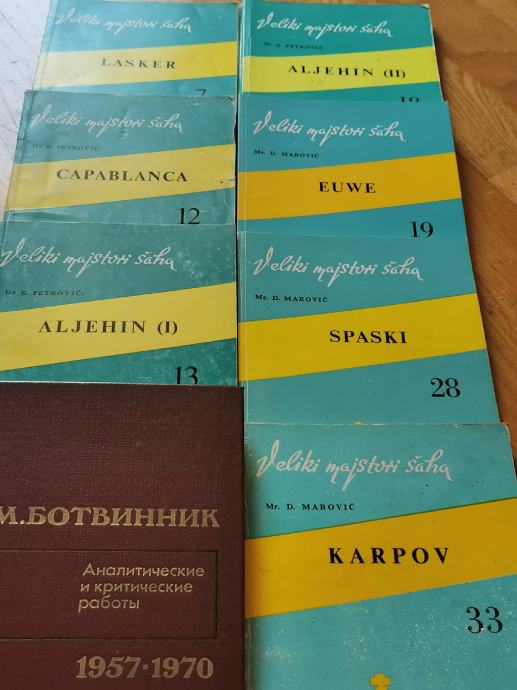 Veliki majstori šaha
LASKER
7
Veliki majstori šaha
Dr S. PETROVIĆ
CAPABLANCA
12
Veliki majstori šaha
Dr S. PETROVIĆ
ALJEHIN (I)
13
М.БОТВИННИК
Аналитические
и критические
работы
1957·1970
Veliki majstori šaha
Dr S. PETROVIĆ
ALJEHIN (II)
Veliki majstori šaha
Mr. D. MAROVIĆ
EUWE
19
Veliki majstori šaha
Mr. D. MAROVIĆ
SPASKI
28
Veliki majstori šaha
Mr. D. MAROVIĆ
KARPOV
33